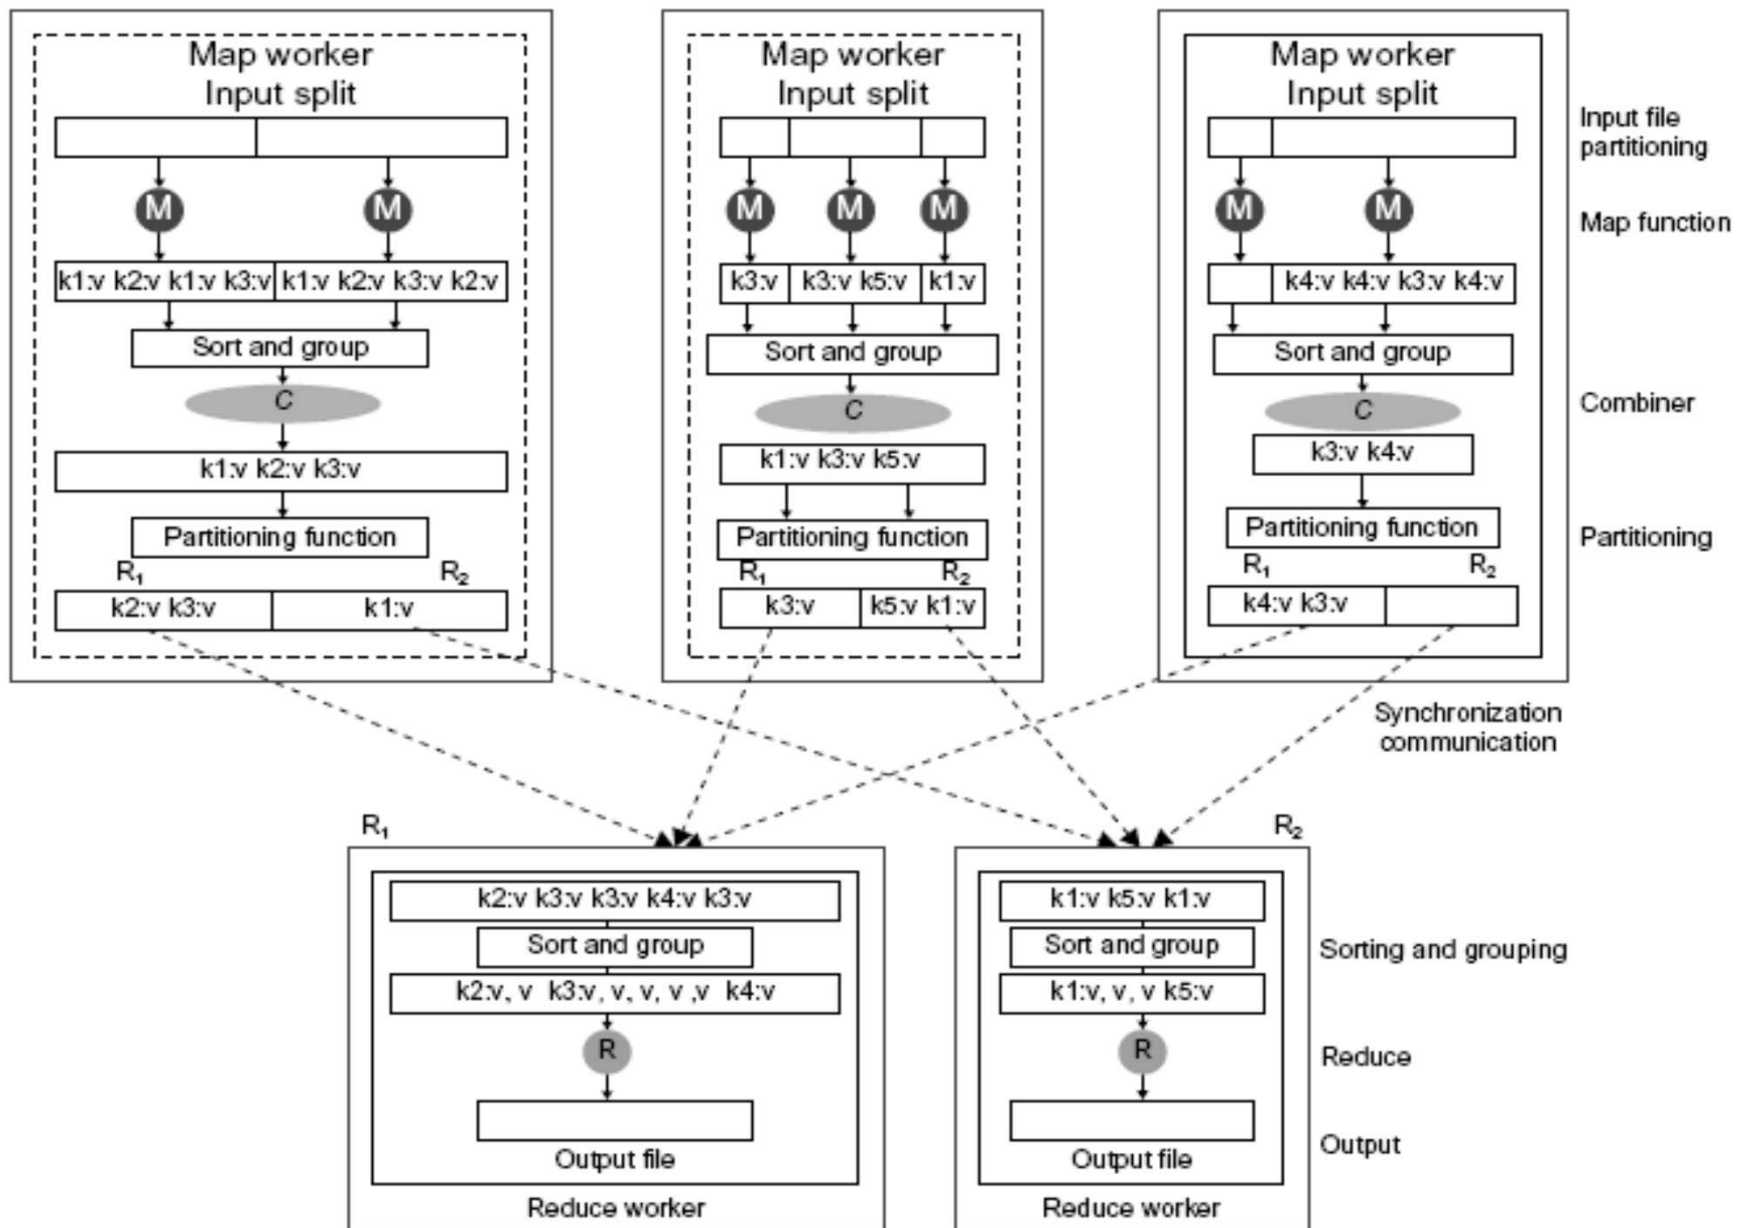 Map worker
Input split
M M
k1:v k2:v k1:v k3:v k1:v k2:v k3:v k2:v
Sort and group
C
k1:v k2:v k3:v
Partitioning function
R1 R2
k2:v k3:v k1:v
Map worker
Input split
M M M
k3:v k3:v k5:v k1:v
Sort and group
C
k1:v k3:v k5:v
Partitioning function
R1 R2
k3:v k5:v k1:v
Map worker
Input split
M M
k4:v k4:v k3:v k4:v
Sort and group
C
k3:v k4:v
Partitioning function
R1 R2
k4:v k3:v
Input file
partitioning
Map function
Combiner
Partitioning
Synchronization
communication
R1
k2:v k3:v k3:v k4:v k3:v
Sort and group
k2:v, v k3:v, v, v, v ,v k4:v
R
Output file
Reduce worker
R2
k1:v k5:v k1:v
Sort and group
k1:v, v, v k5:v
R
Output file
Reduce worker
Sorting and grouping
Reduce
Output